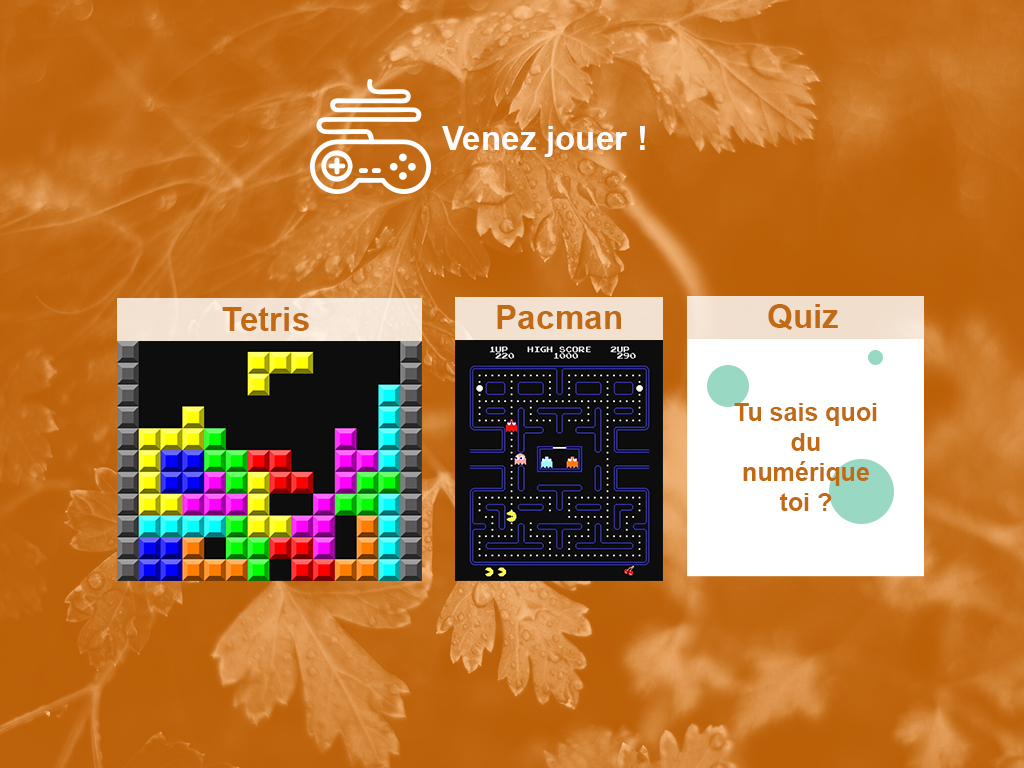 Venez jouer !
Tetris
Pacman
Quiz
1UP HIGH SCORE 2UP
220 1000 290
Tu sais quoi
du
numérique
toi ?